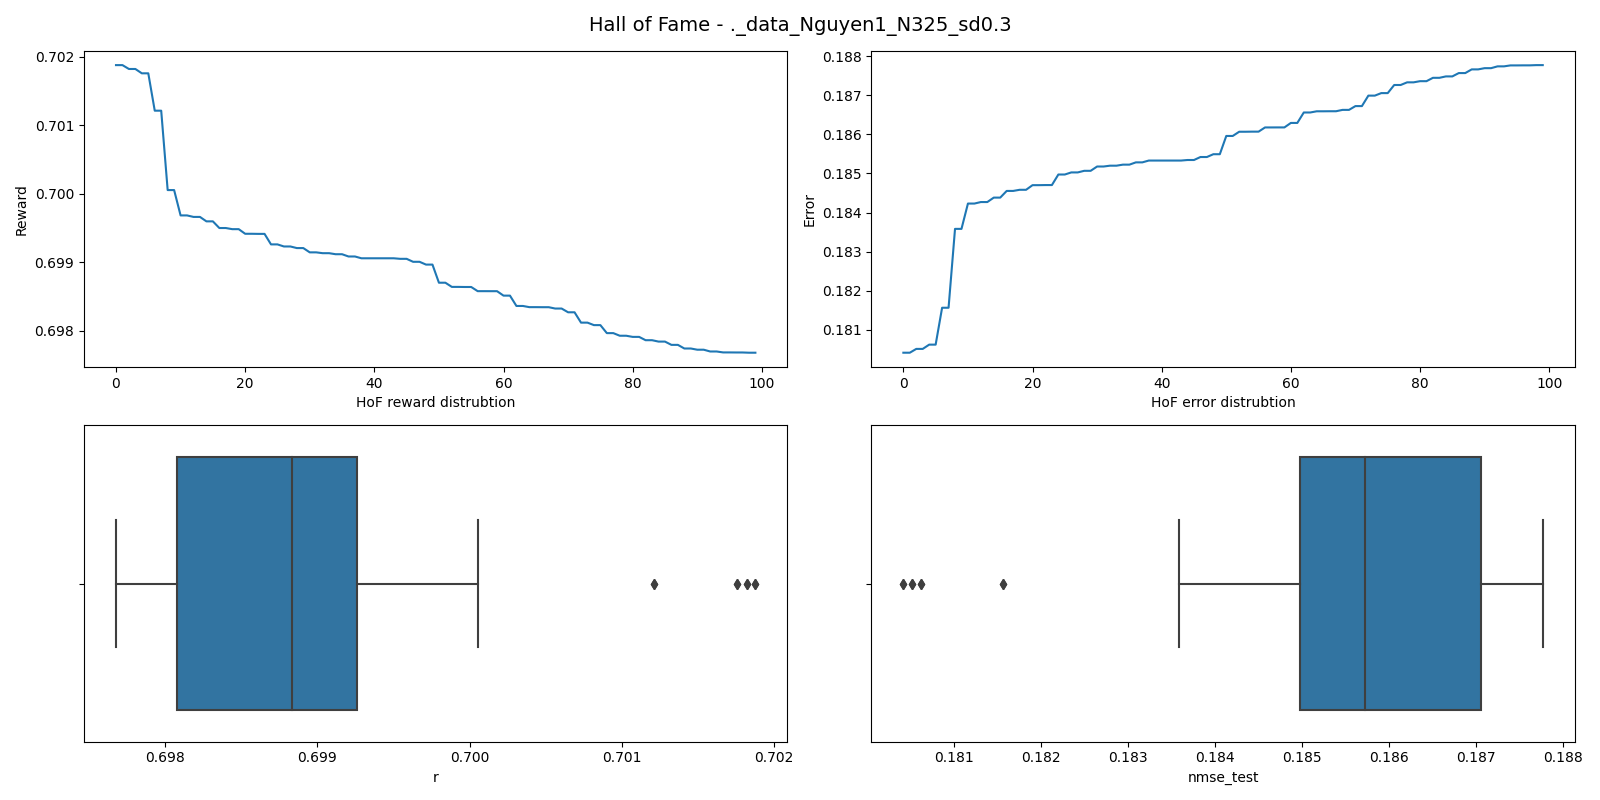 Hall of Fame - ._data_Nguyen1_N325_sd0.3
0.702
0.701
0.700
0.699
0.698
Reward
0 20 40 60 80 100
HoF reward distrubtion
0.188
0.187
0.186
0.185
0.184
0.183
0.182
0.181
Error
0 20 40 60 80 100
HoF error distrubtion
0.698 0.699 0.700 0.701 0.702
r
0.181 0.182 0.183 0.184 0.185 0.186 0.187 0.188
nmse_test